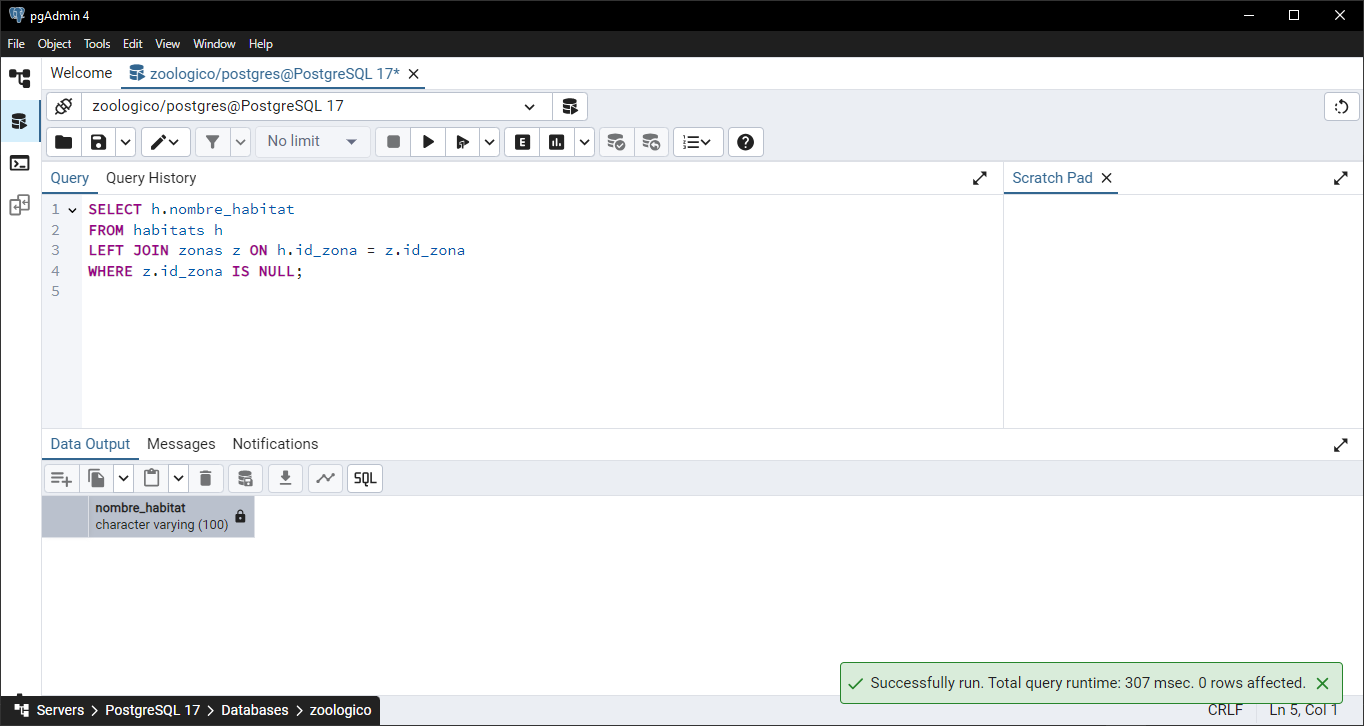 pgAdmin 4
File Object Tools Edit View Window Help
Welcome zoologico/postgres@PostgreSQL 17*
zoologico/postgres@PostgreSQL 17
No limit
E
Query Query History
Scratch Pad
1 SELECT h.nombre_habitat
2 FROM habitats h
3 LEFT JOIN zonas z ON h.id_zona = z.id_zona
4 WHERE z.id_zona IS NULL;
5
Data Output Messages Notifications
SQL
nombre_habitat
character varying (100)
Successfully run. Total query runtime: 307 msec. 0 rows affected.
Servers > PostgreSQL 17 > Databases > zoologico
CRLF Ln 5, Col 1